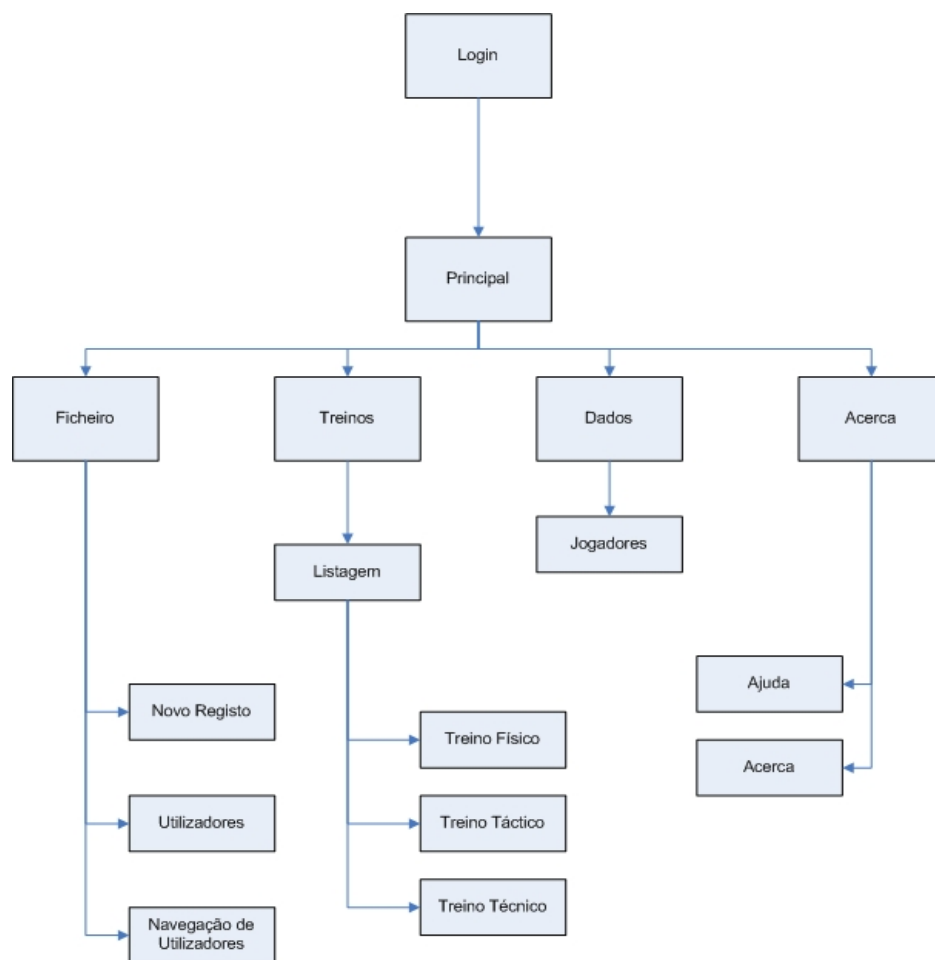 Login
Principal
Ficheiro
Treinos
Dados
Acerca
Jogadores
Listagem
Ajuda
Novo Registo
Treino Físico
Acerca
Utilizadores
Treino Táctico
Treino Técnico
Navegação de
Utilizadores